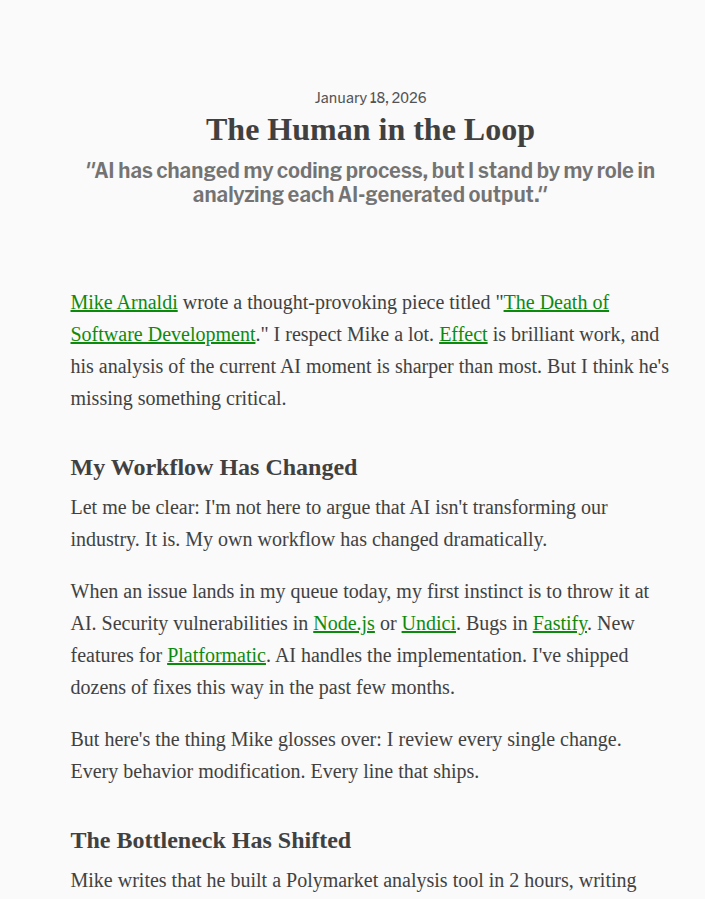 January 18, 2026
The Human in the Loop
"AI has changed my coding process, but I stand by my role in
analyzing each AI-generated output."
Mike Arnaldi wrote a thought-provoking piece titled "The Death of
Software Development." I respect Mike a lot. Effect is brilliant work, and
his analysis of the current AI moment is sharper than most. But I think he's
missing something critical.
My Workflow Has Changed
Let me be clear: I'm not here to argue that AI isn't transforming our
industry. It is. My own workflow has changed dramatically.
When an issue lands in my queue today, my first instinct is to throw it at
AI. Security vulnerabilities in Node.js or Undici. Bugs in Fastify. New
features for Platformatic. AI handles the implementation. I've shipped
dozens of fixes this way in the past few months.
But here's the thing Mike glosses over: I review every single change.
Every behavior modification. Every line that ships.
The Bottleneck Has Shifted
Mike writes that he built a Polymarket analysis tool in 2 hours, writing